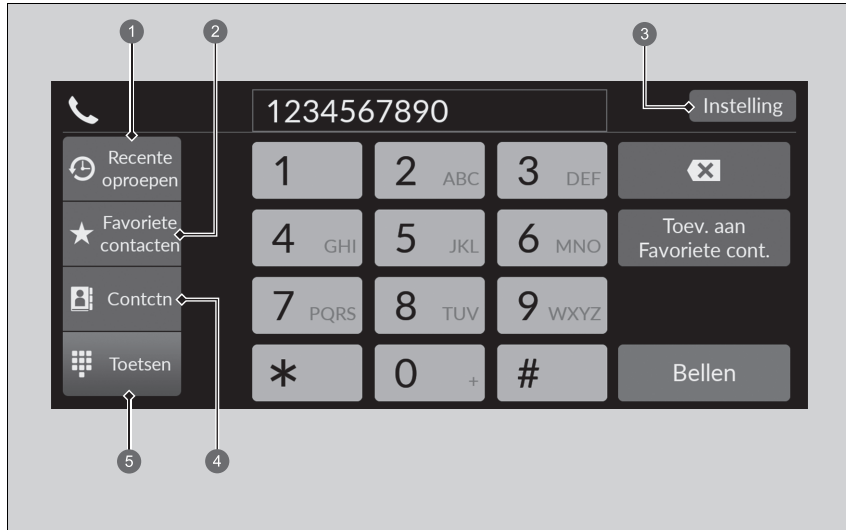 1
2
3
1234567890
Instelling
Recente
oproepen
Favoriete
contacten
Contctn
Toetsen
1
2 ABC
3 DEF
4 GHI
5 JKL
6 MNO
Toev. aan
Favoriete cont.
7 PQRS
8 TUV
9 WXYZ
*
0 +
#
Bellen
5
4